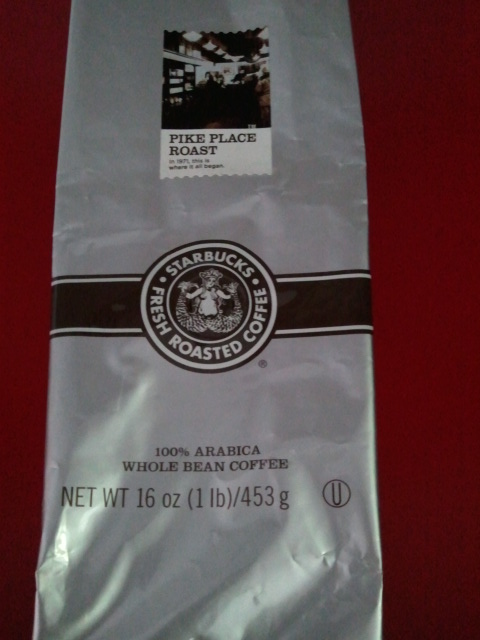 TM
PIKE PLACE
ROAST
In 1971, this is
where it all began.
STARBUCKS
FRESH ROASTED COFFEE
®
100% ARABICA
WHOLE BEAN COFFEE
NET WT 16 oz (1 lb)/453 g
U